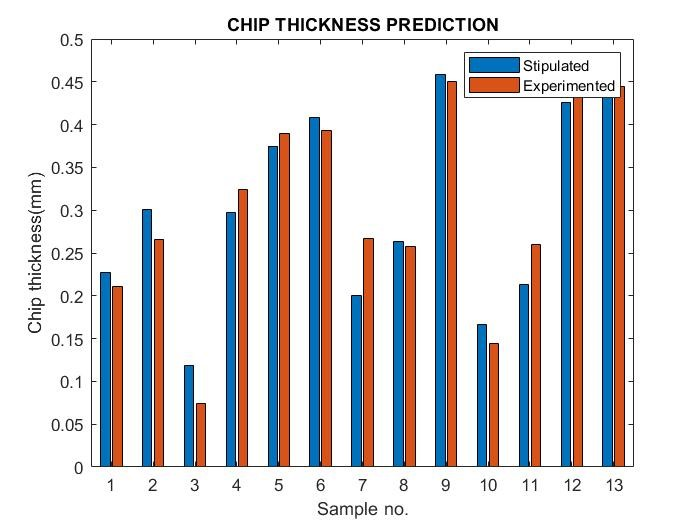 CHIP THICKNESS PREDICTION
0.5
0.45
0.4
0.35
0.3
0.25
0.2
0.15
0.1
0.05
0
Chip thickness(mm)
Stipulated
Experimented
1 2 3 4 5 6 7 8 9 10 11 12 13
Sample no.